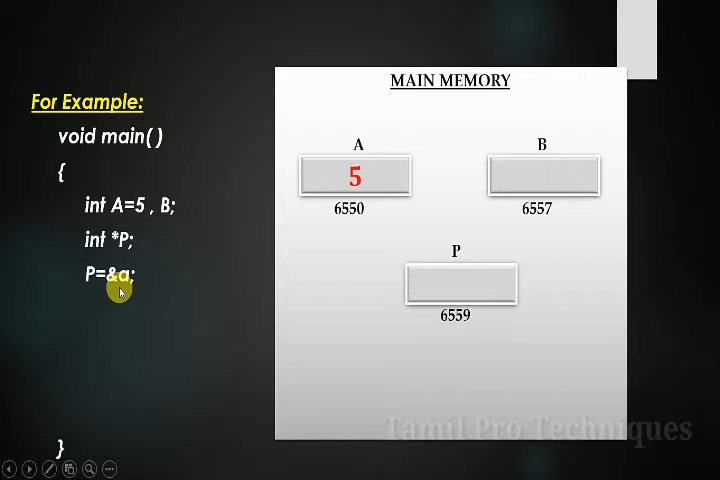 For Example:
void main( )
{
int A=5 , B;
int *P;
P=&a;
}
MAIN MEMORY
A
B
5
6550
6557
P
6559
Tamil Pro Techniques